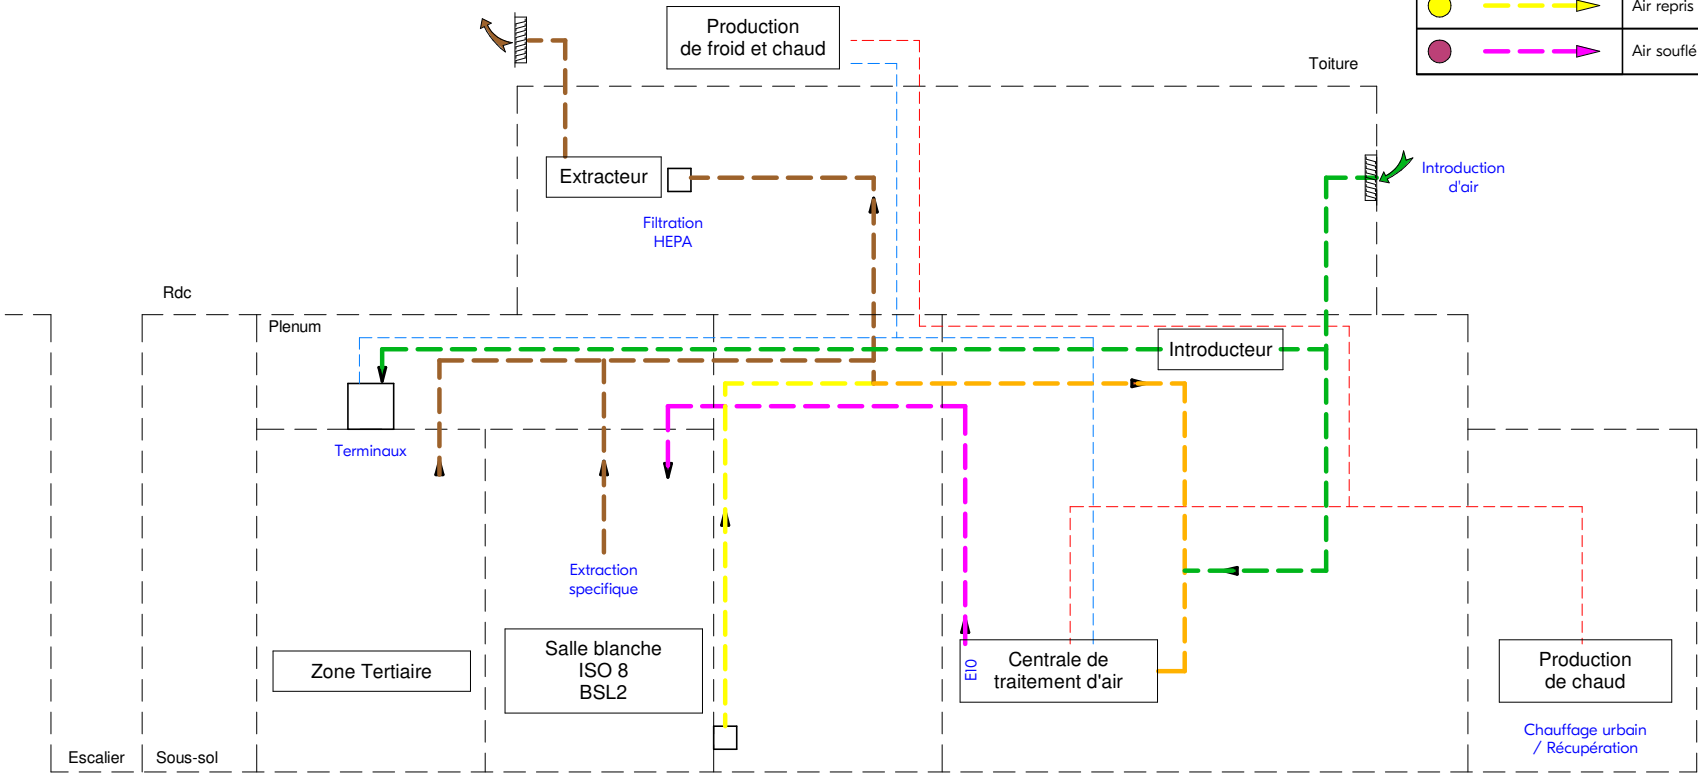 Air repris
Air souflé
Production
de froid et chaud
Toiture
Extracteur
Introduction
d'air
Filtration
HEPA
Rdc
Plenum
Introducteur
Terminaux
Extraction
specifique
Salle blanche
ISO 8
BSL2
Zone Tertiaire
E10
Centrale de
traitement d'air
Production
de chaud
Chauffage urbain
/ Récupération
Escalier
Sous-sol